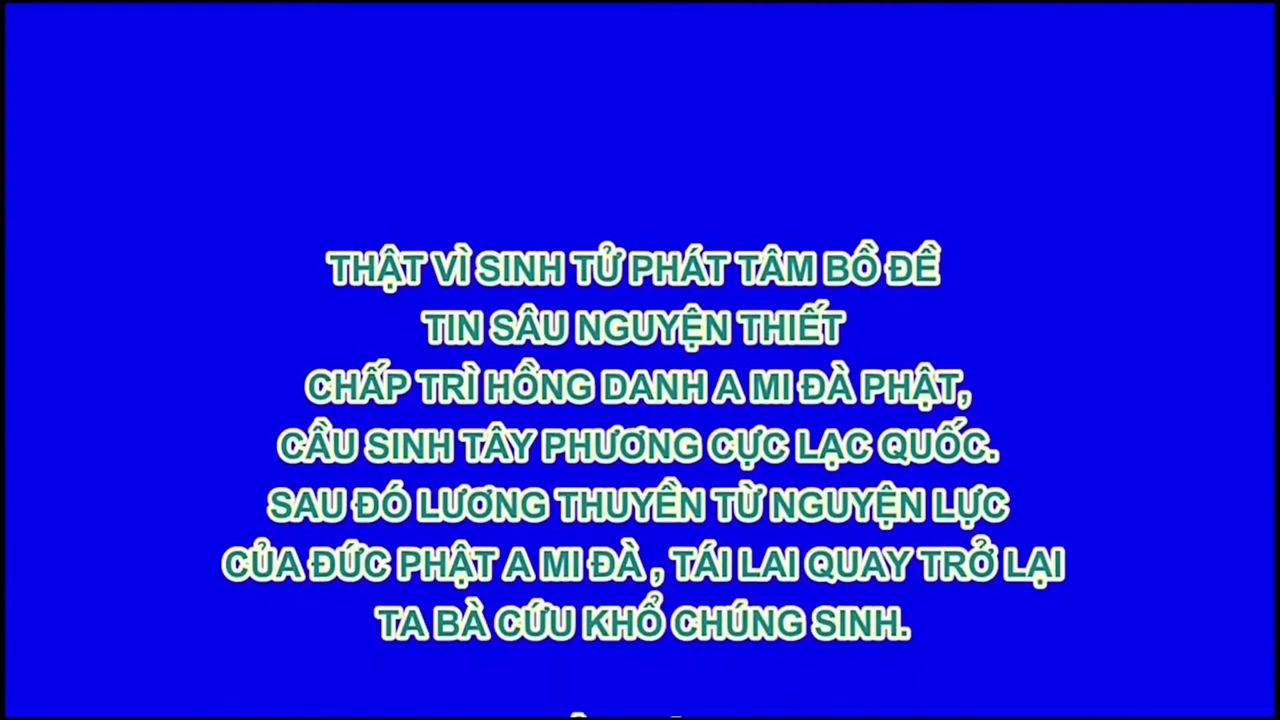 THẬT VÌ SINH TỬ PHÁT TÂM BỒ ĐỀ
TIN SÂU NGUYỆN THIẾT
CHẤP TRÌ HỒNG DANH A MI ĐÀ PHẬT,
CẦU SINH TÂY PHƯƠNG CỰC LẠC QUỐC.
SAU ĐÓ LƯƠNG THUYỀN TỪ NGUYỆN LỰC
CỦA ĐỨC PHẬT A MI ĐÀ , TÁI LAI QUAY TRỞ LẠI
TA BÀ CỨU KHỔ CHÚNG SINH.